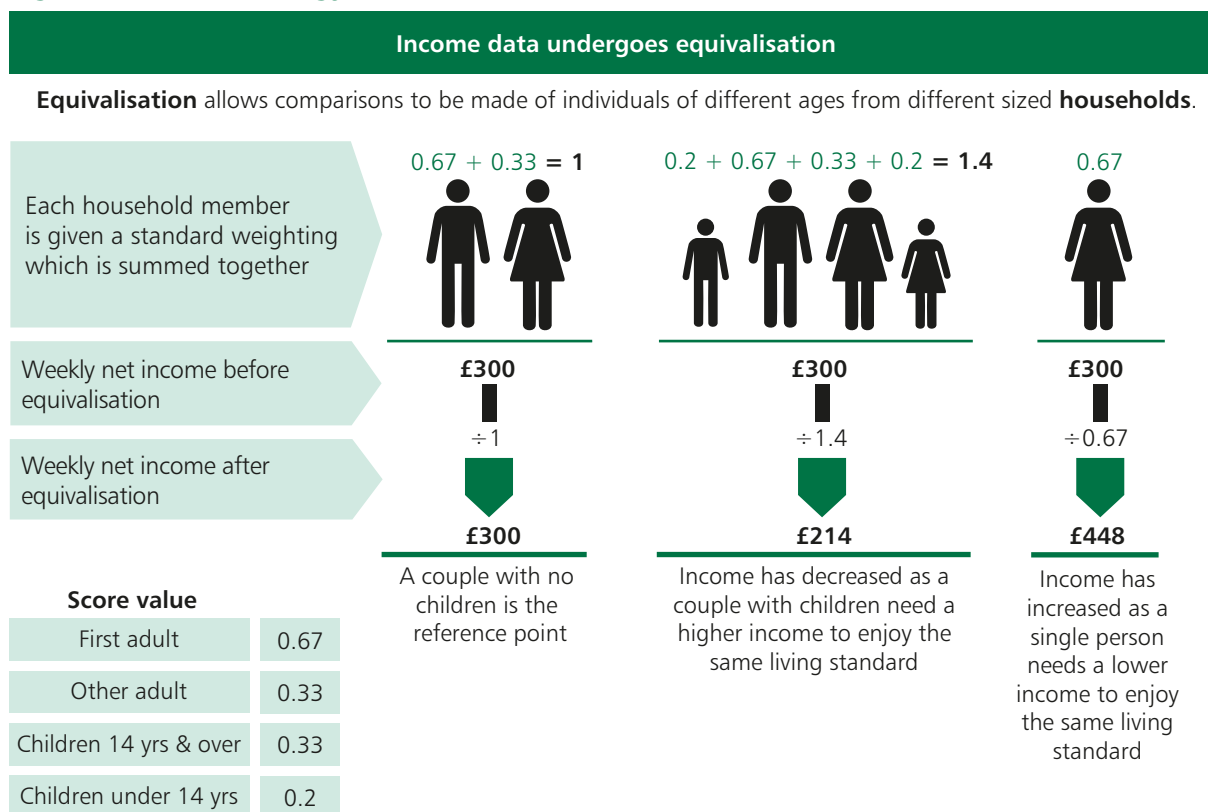 Income data undergoes equivalisation
Equivalisation allows comparisons to be made of individuals of different ages from different sized households.
Each household member
is given a standard weighting
which is summed together
0.67 + 0.33 = 1
0.2 + 0.67 + 0.33 + 0.2 = 1.4
0.67
Weekly net income before
equivalisation
£300
£300
£300
÷1
÷1.4
÷0.67
Weekly net income after
equivalisation
£300
£214
£448
A couple with no
children is the
reference point
Income has decreased as a
couple with children need a
higher income to enjoy the
same living standard
Income has
increased as a
single person
needs a lower
income to enjoy
the same living
standard
Score value
First adult 0.67
Other adult 0.33
Children 14 yrs & over 0.33
Children under 14 yrs 0.2